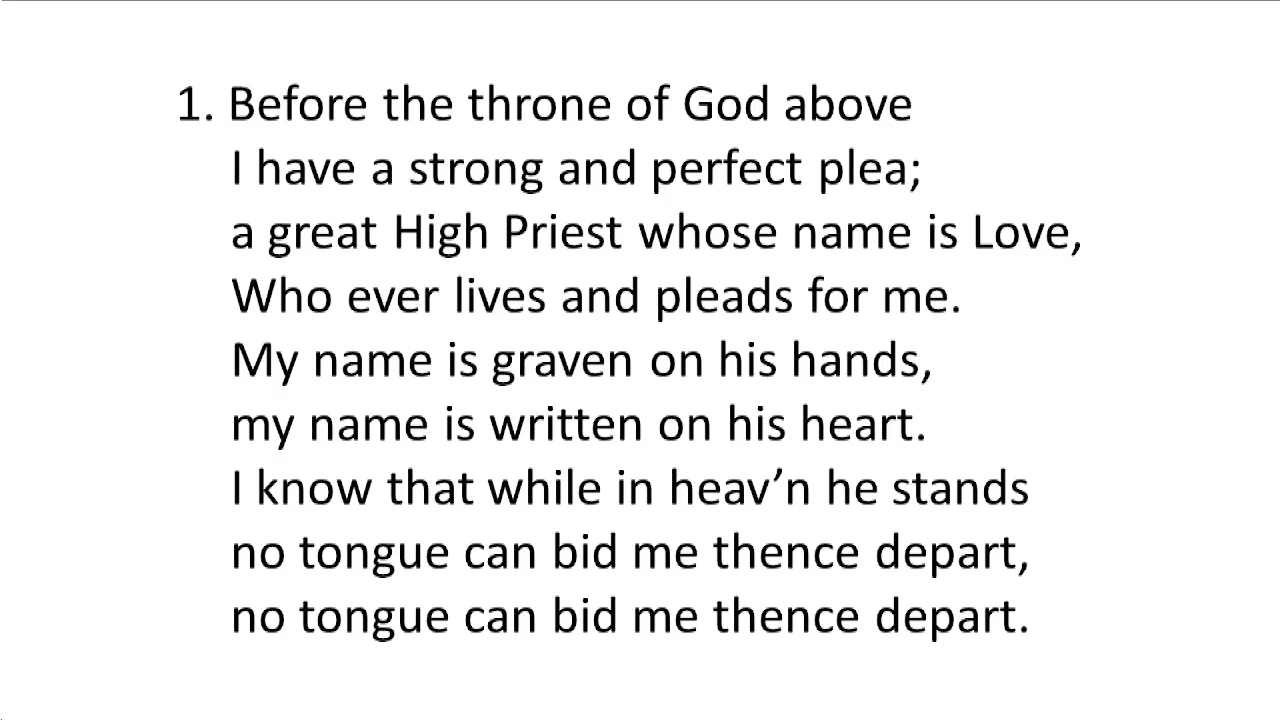 1. Before the throne of God above
I have a strong and perfect plea;
a great High Priest whose name is Love,
Who ever lives and pleads for me.
My name is graven on his hands,
my name is written on his heart.
I know that while in heav’n he stands
no tongue can bid me thence depart,
no tongue can bid me thence depart.